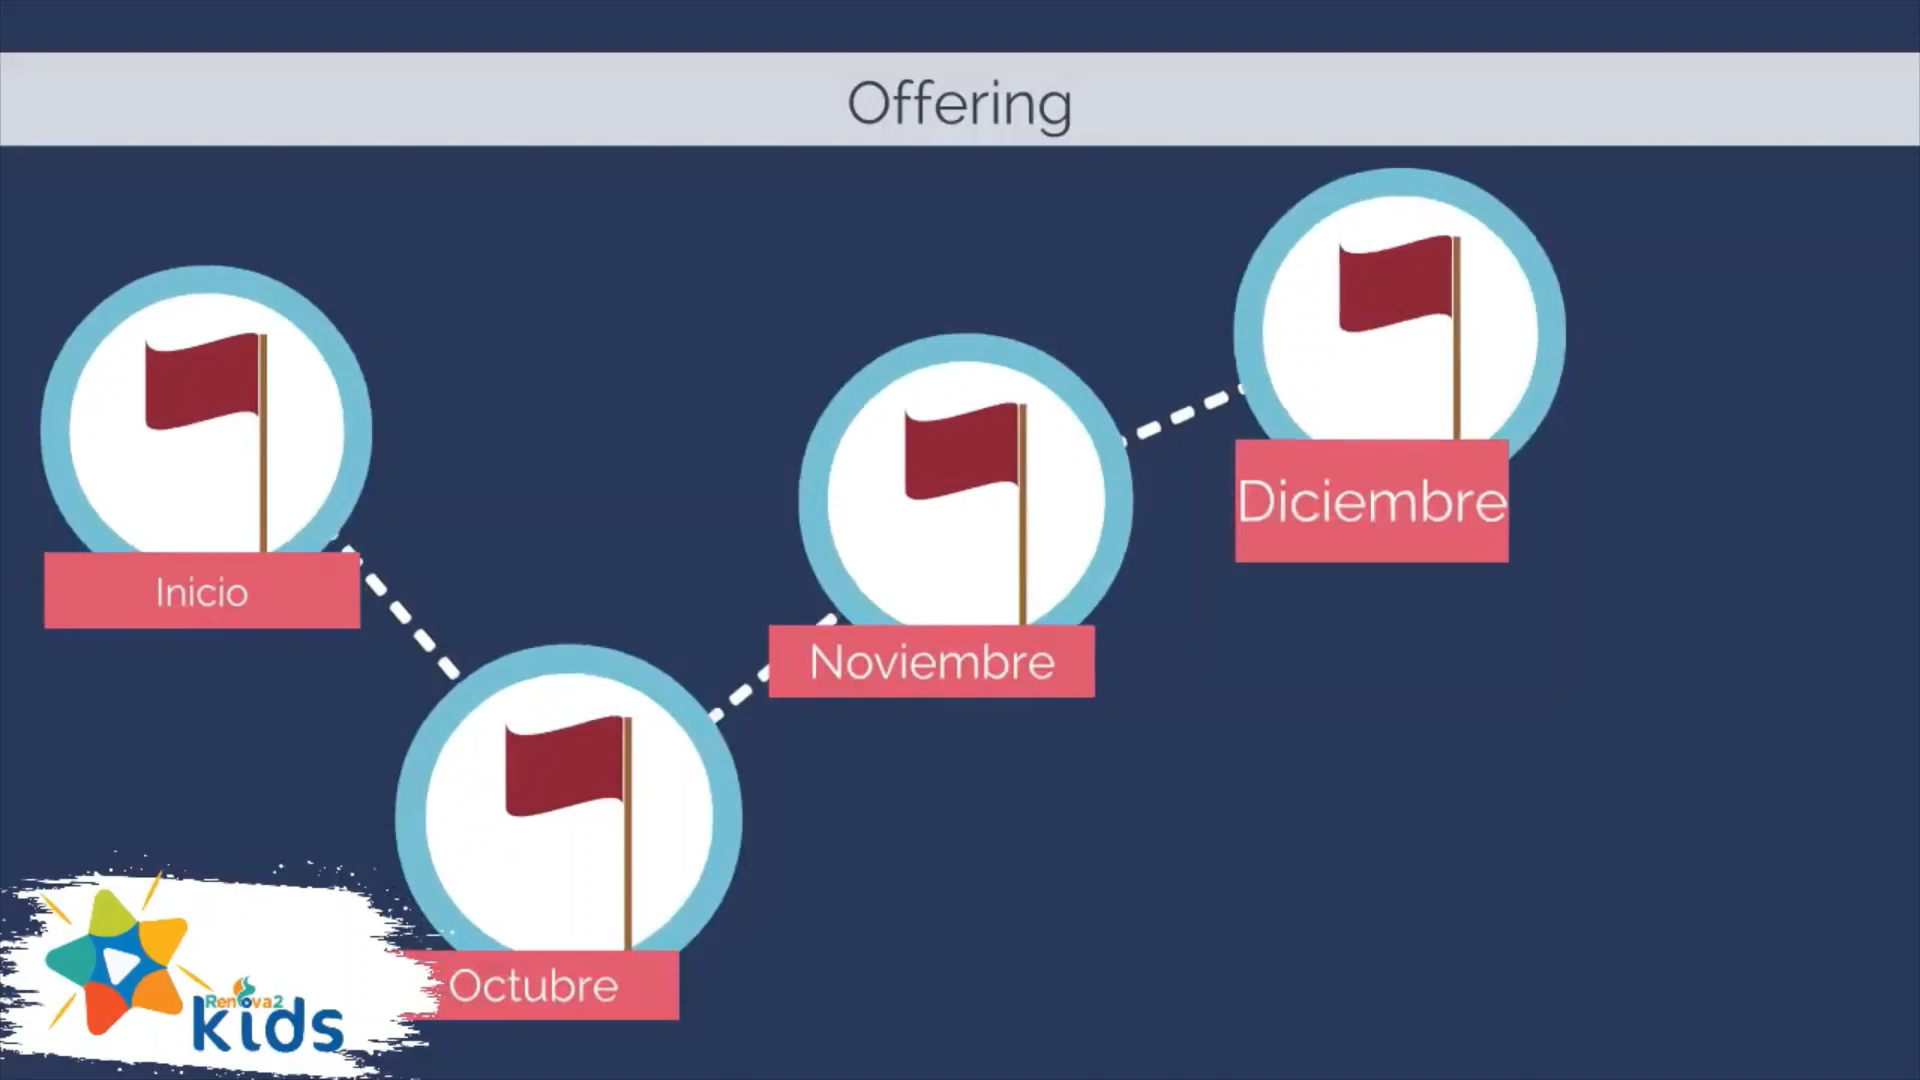 Offering
Inicio
Noviembre
Diciembre
Octubre
Renova2
kids